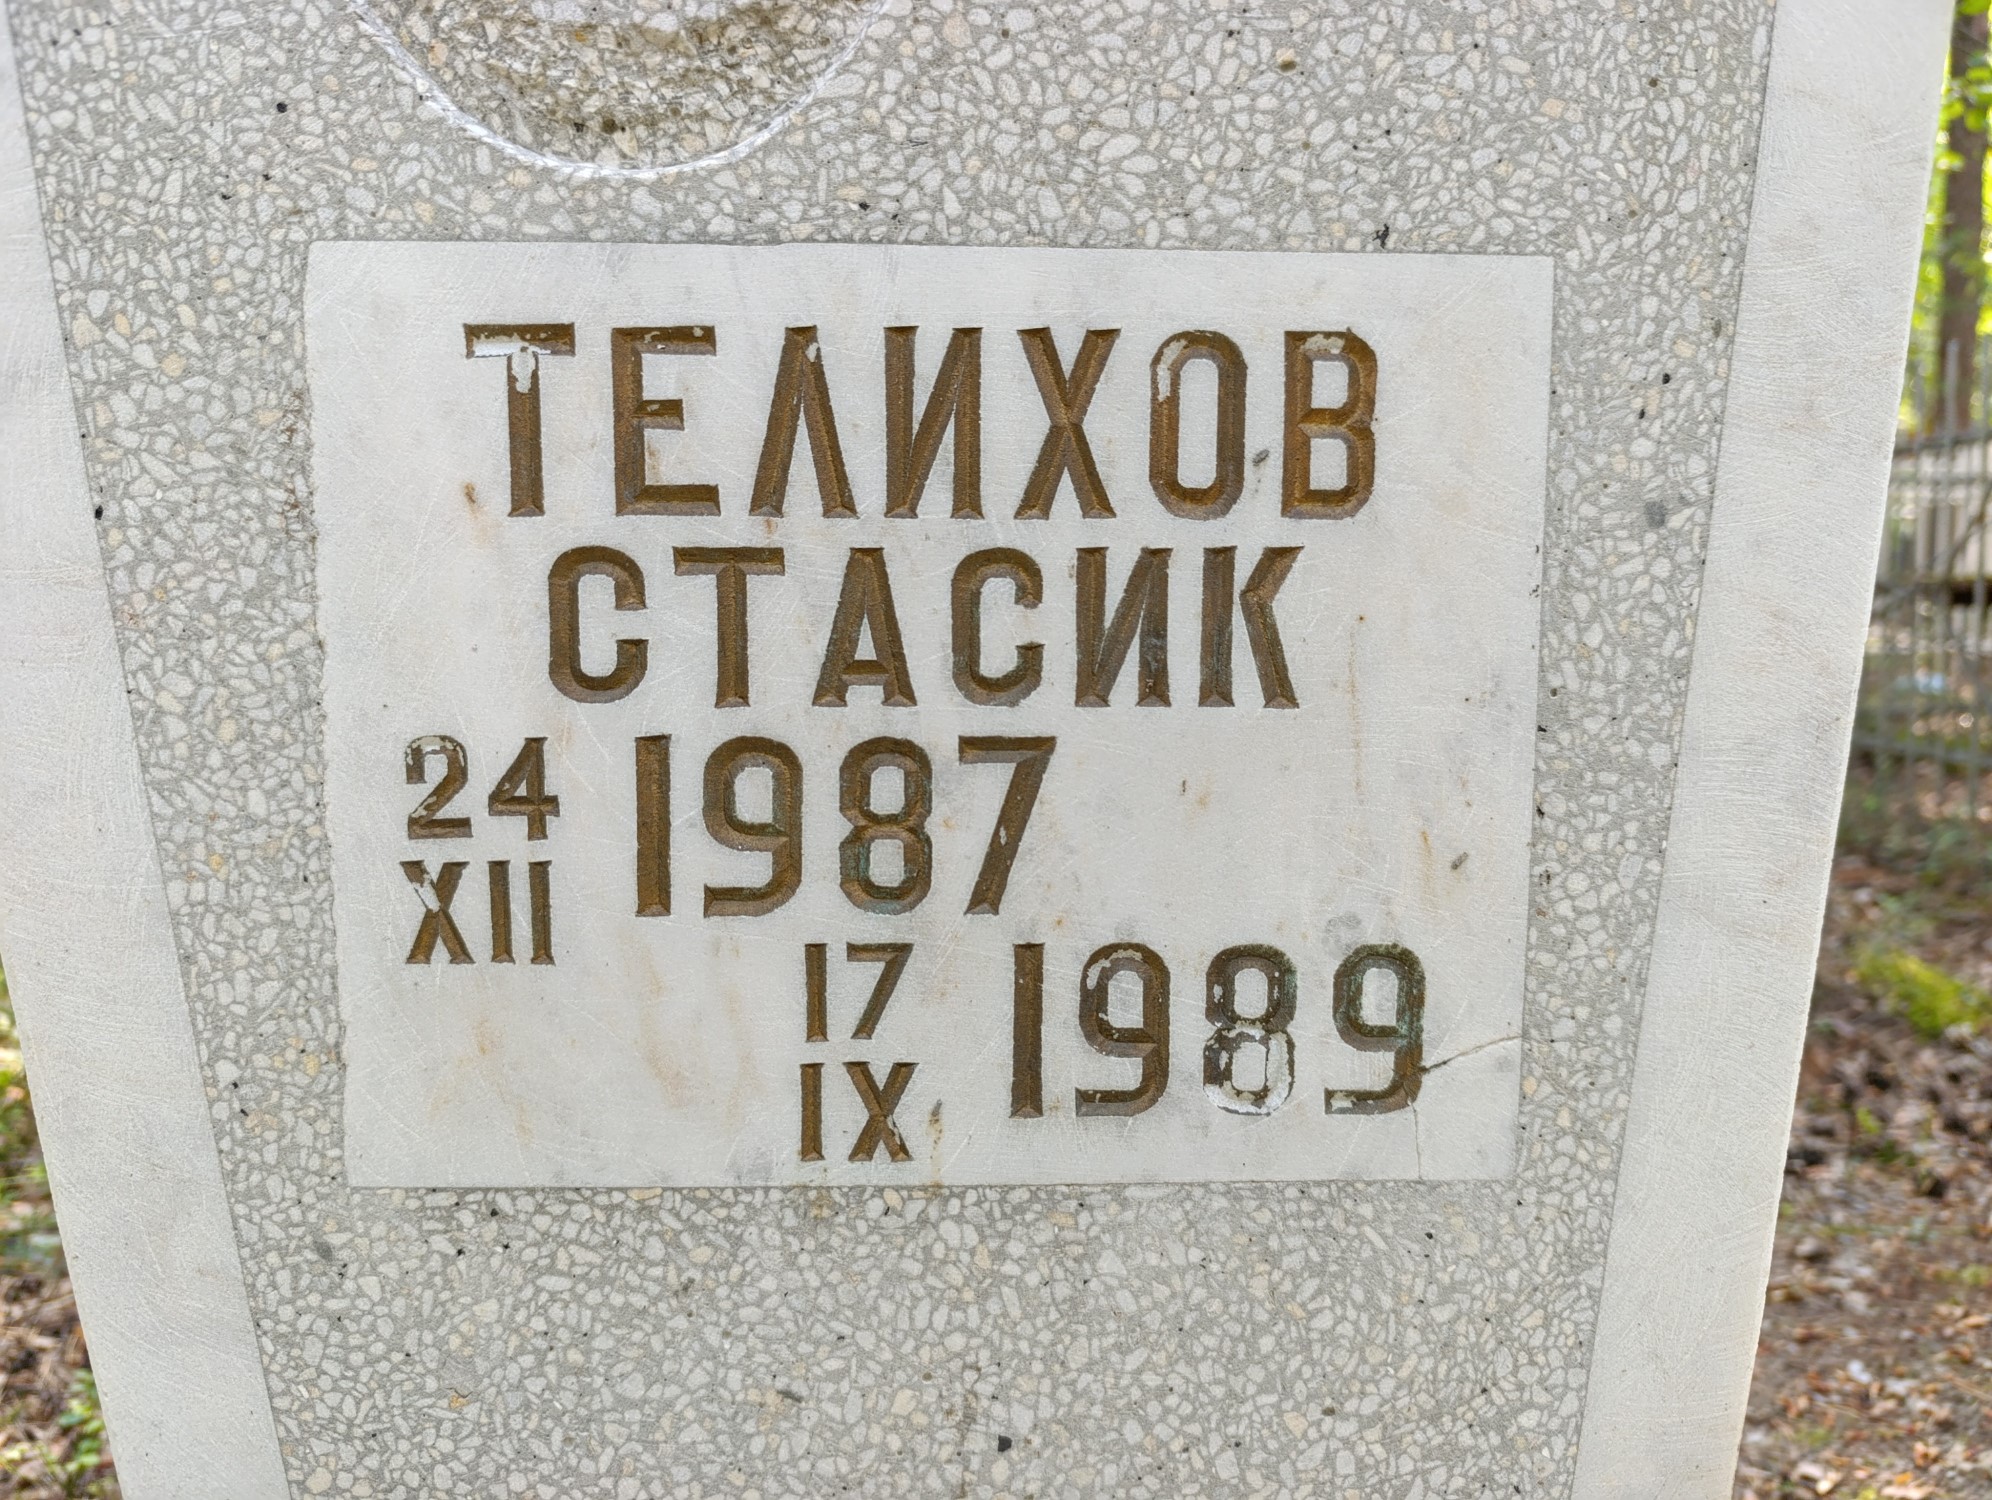 ТЕЛИХОВ
СТАСИК
24
XII 1987
17
IX 1989